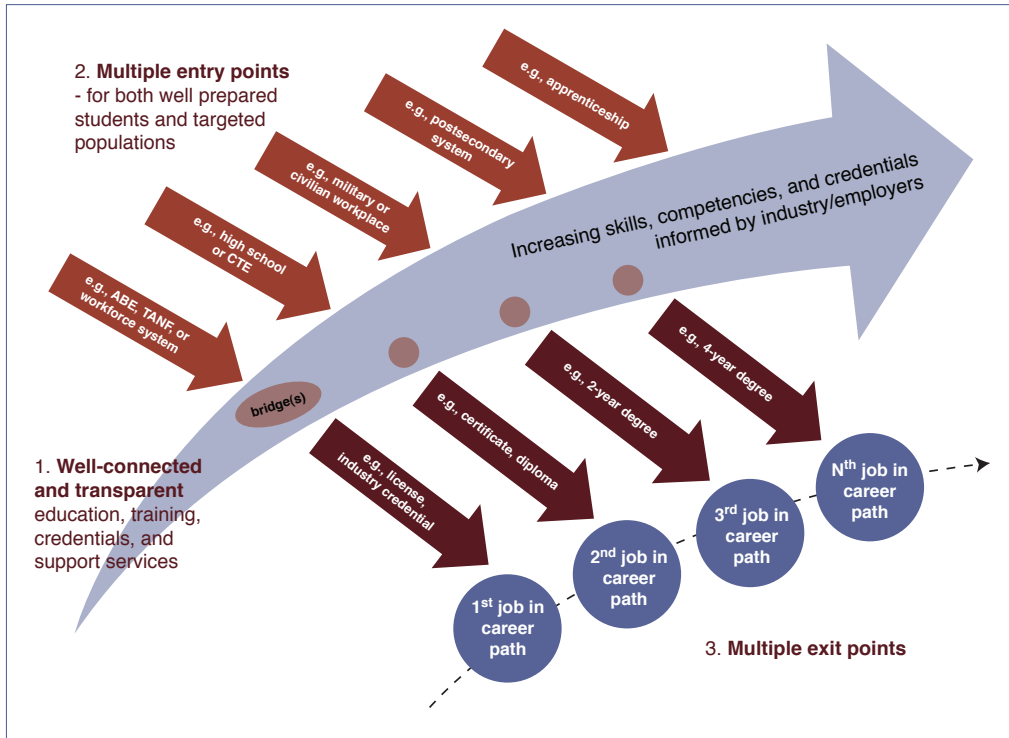 2. Multiple entry points
- for both well prepared
students and targeted
populations
e.g., apprenticeship
e.g., postsecondary
system
e.g., military or
civilian workplace
e.g., high school
or CTE
e.g., ABE, TANF, or
workforce system
Increasing skills, competencies, and credentials
informed by industry/employers
bridge(s)
1. Well-connected
and transparent
education, training,
credentials, and
support services
e.g., license,
industry credential
e.g., certificate, diploma
e.g., 2-year degree
e.g., 4-year degree
1st job in
career
path
2nd job in
career
path
3rd job in
career
path
Nth job in
career
path
3. Multiple exit points